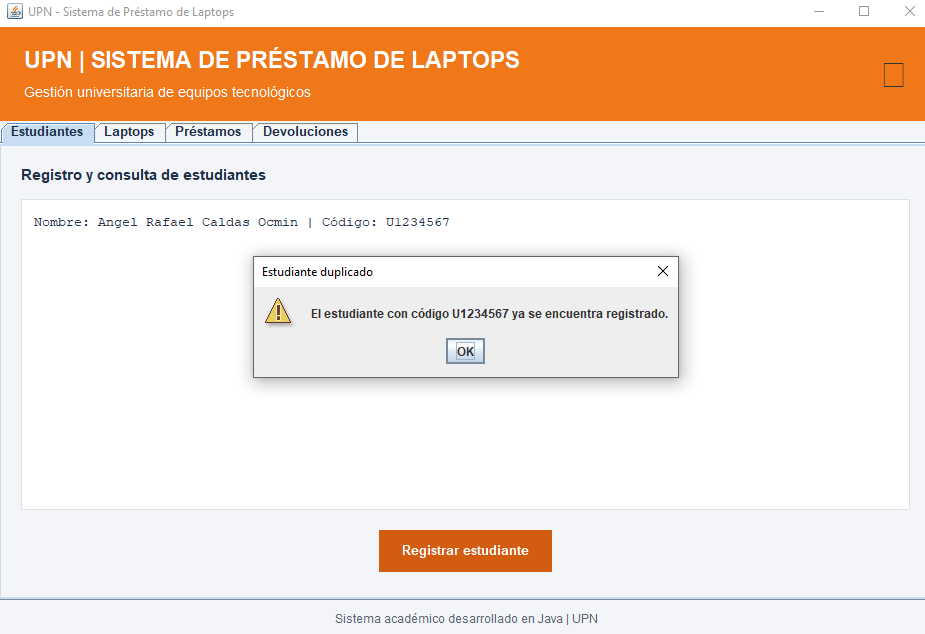 UPN - Sistema de Préstamo de Laptops
UPN | SISTEMA DE PRÉSTAMO DE LAPTOPS
Gestión universitaria de equipos tecnológicos
Estudiantes Laptops Préstamos Devoluciones
Registro y consulta de estudiantes
Nombre: Angel Rafael Caldas Ocmin | Código: U1234567
Estudiante duplicado
El estudiante con código U1234567 ya se encuentra registrado.
OK
Registrar estudiante
Sistema académico desarrollado en Java | UPN